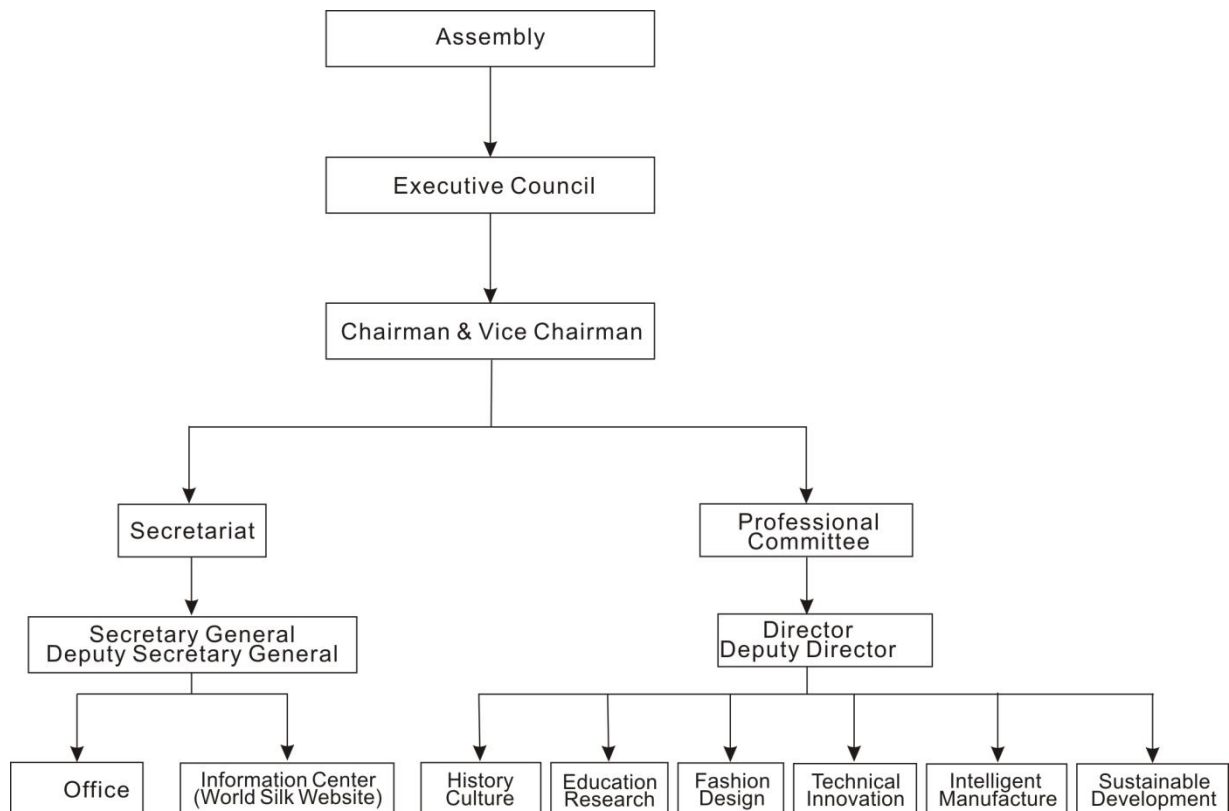 Assembly
Executive Council
Chairman & Vice Chairman
Secretariat
Professional
Committee
Secretary General
Deputy Secretary General
Director
Deputy Director
Office
Information Center
(World Silk Website)
History
Culture
Education
Research
Fashion
Design
Technical
Innovation
Intelligent
Manufacture
Sustainable
Development